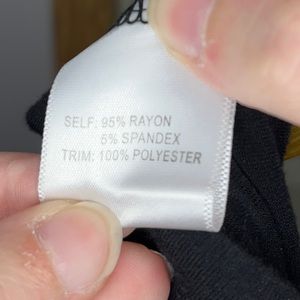 SELF: 95% RAYON
5% SPANDEX
TRIM: 100% POLYESTER